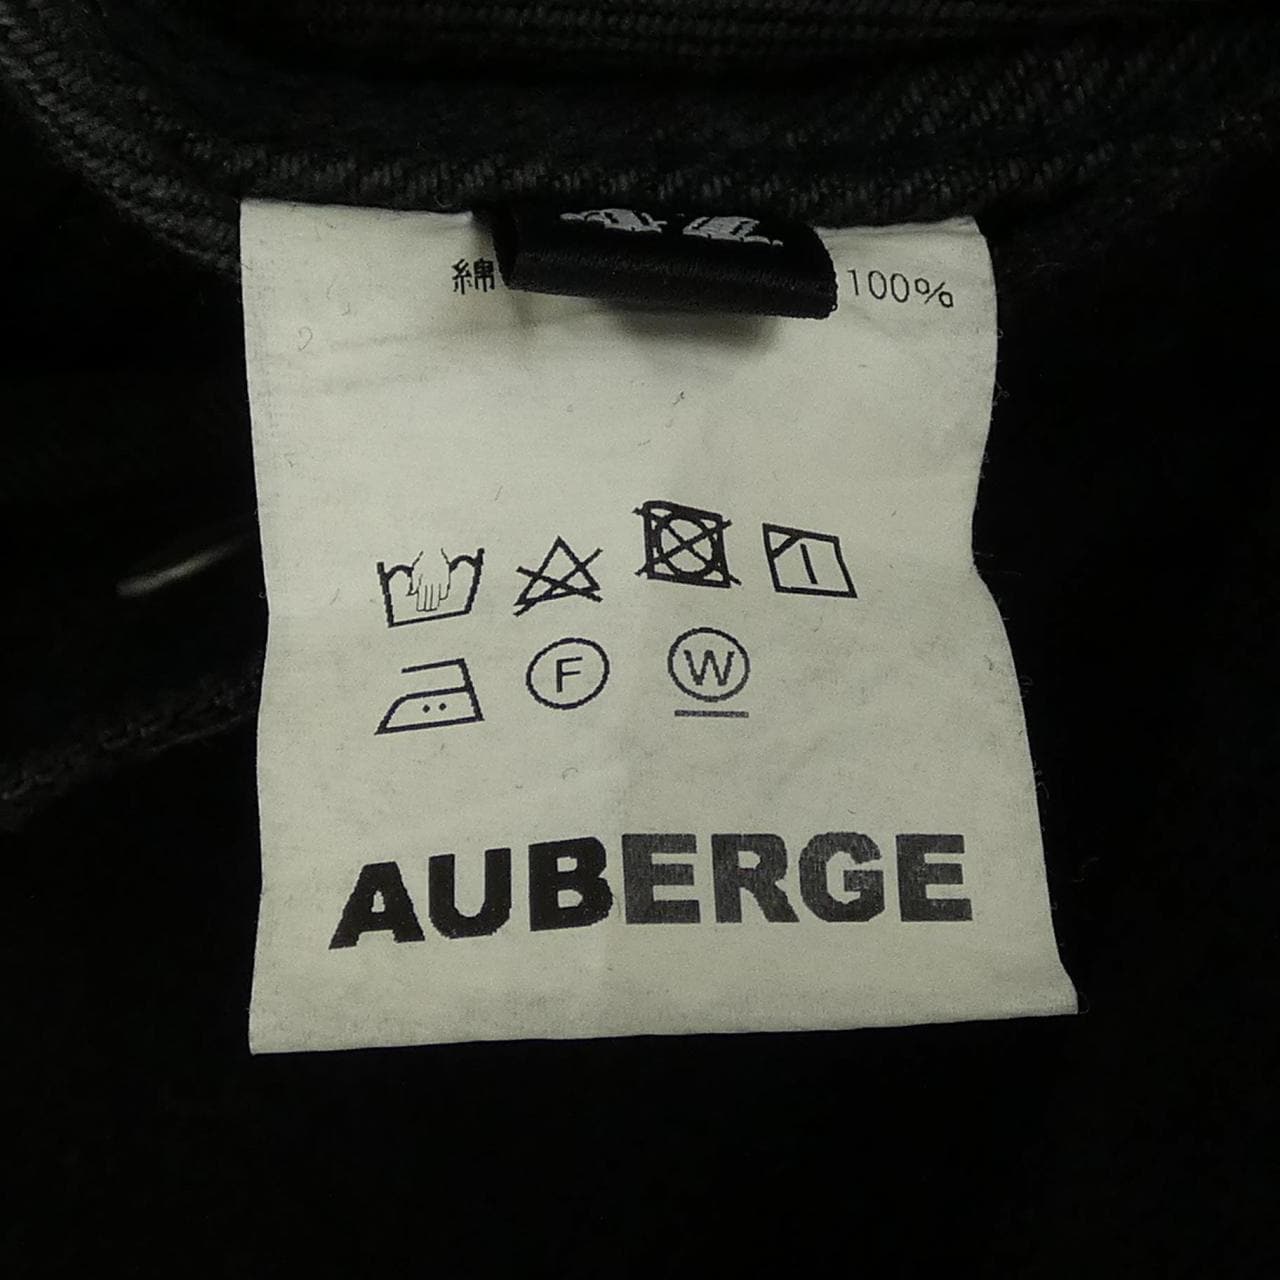 綿 100%
F W
AUBERGE